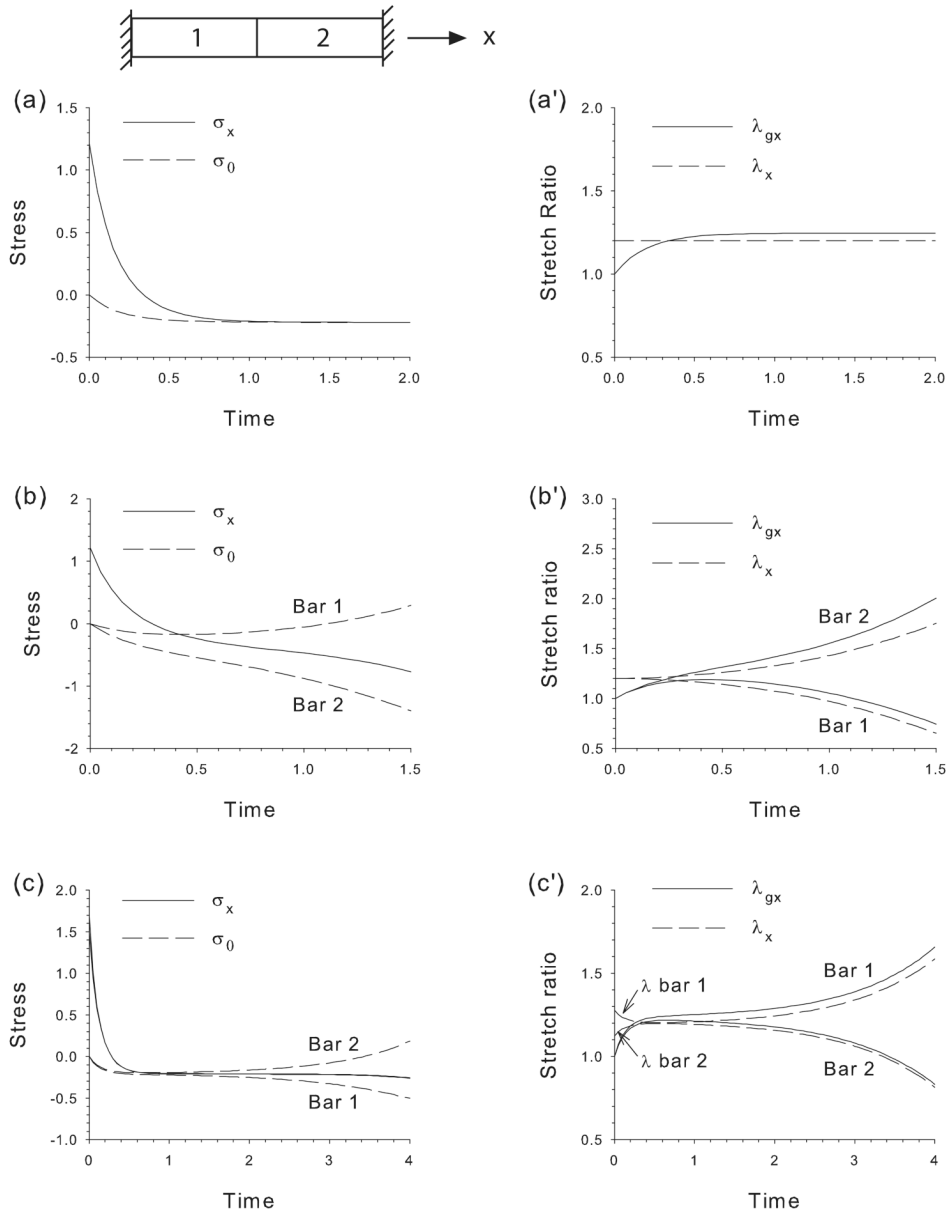 1 2 x
(a)
σx
σ0
1.5
1.0
0.5
0.0
-0.5
Stress
0.0 0.5 1.0 1.5 2.0
Time
(a')
λgx
λx
2.0
1.5
1.0
0.5
Stretch Ratio
0.0 0.5 1.0 1.5 2.0
Time
(b)
σx
σ0
2
1
0
-1
-2
Stress
Bar 1
Bar 2
0.0 0.5 1.0 1.5
Time
(b')
λgx
λx
3.0
2.5
2.0
1.5
1.0
0.5
Stretch ratio
Bar 2
Bar 1
0.0 0.5 1.0 1.5
Time
(c)
σx
σ0
2.0
1.5
1.0
0.5
0.0
-0.5
-1.0
Stress
Bar 2
Bar 1
0 1 2 3 4
Time
(c')
λgx
λx
2.0
1.5
1.0
0.5
Stretch ratio
λ bar 1
λ bar 2
Bar 1
Bar 2
0 1 2 3 4
Time